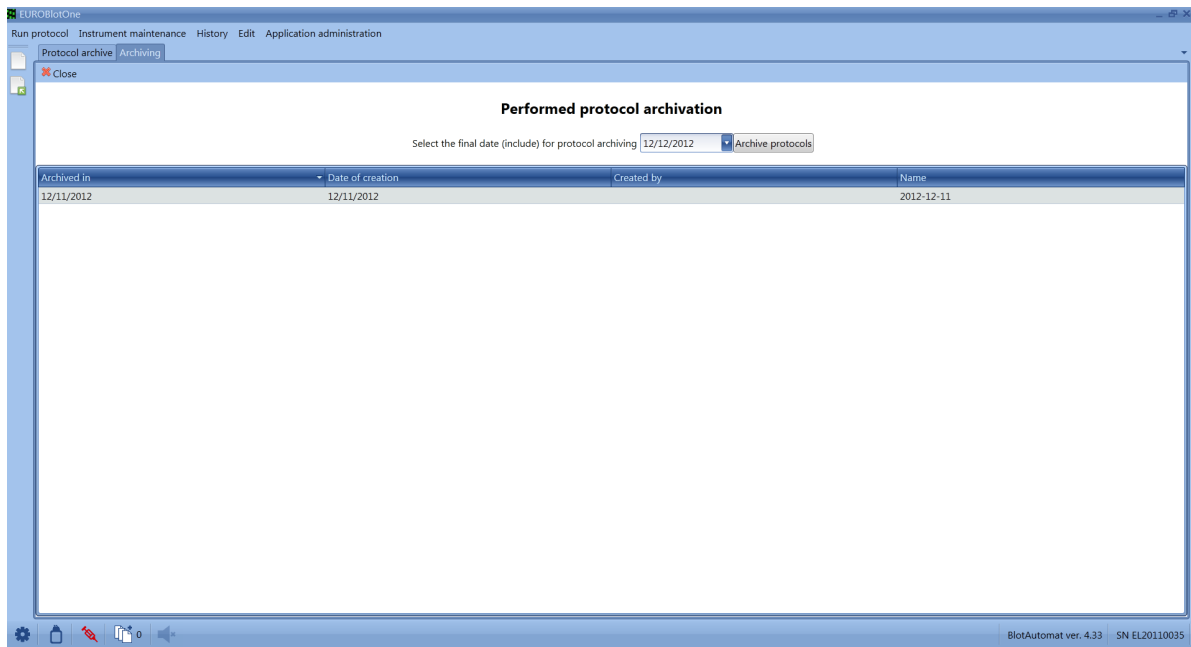 EUROBlotOne
Run protocol Instrument maintenance History Edit Application administration
Protocol archive Archiving
Close
Performed protocol archivation
Select the final date (include) for protocol archiving 12/12/2012 Archive protocols
Archived in Date of creation Created by Name
12/11/2012 12/11/2012 2012-12-11
0 BlotAutomat ver. 4.33 SN EL20110035